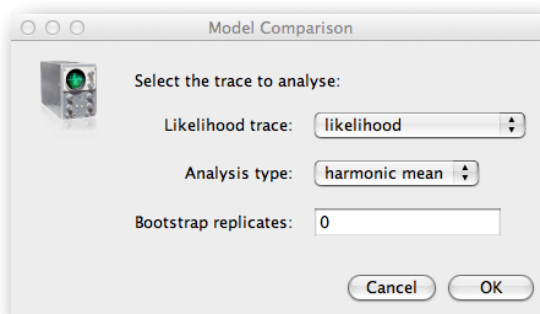 Model Comparison
Select the trace to analyse:
Likelihood trace: likelihood
Analysis type: harmonic mean
Bootstrap replicates: 0
Cancel OK